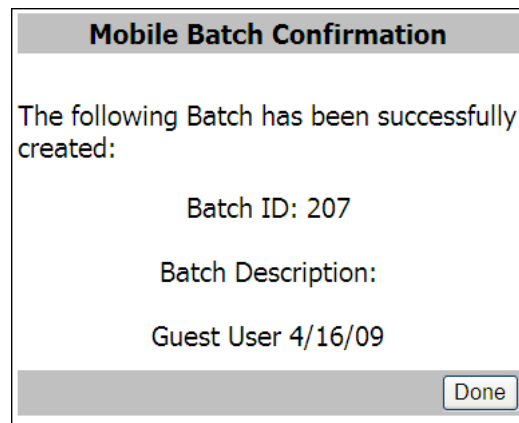 Mobile Batch Confirmation
The following Batch has been successfully
created:
Batch ID: 207
Batch Description:
Guest User 4/16/09
Done